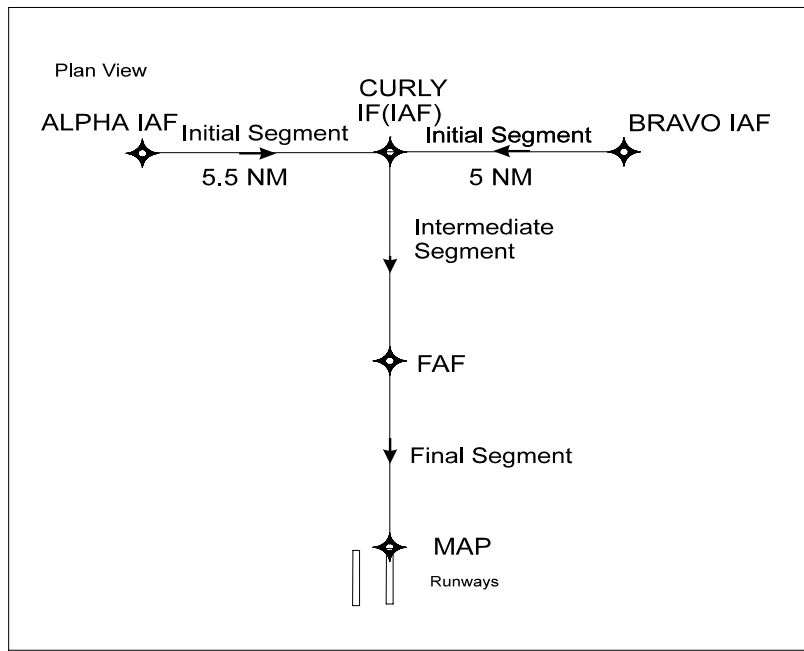 Plan View
CURLY
IF(IAF)
ALPHA IAF
Initial Segment
Initial Segment
BRAVO IAF
5.5 NM
5 NM
Intermediate
Segment
FAF
Final Segment
MAP
Runways